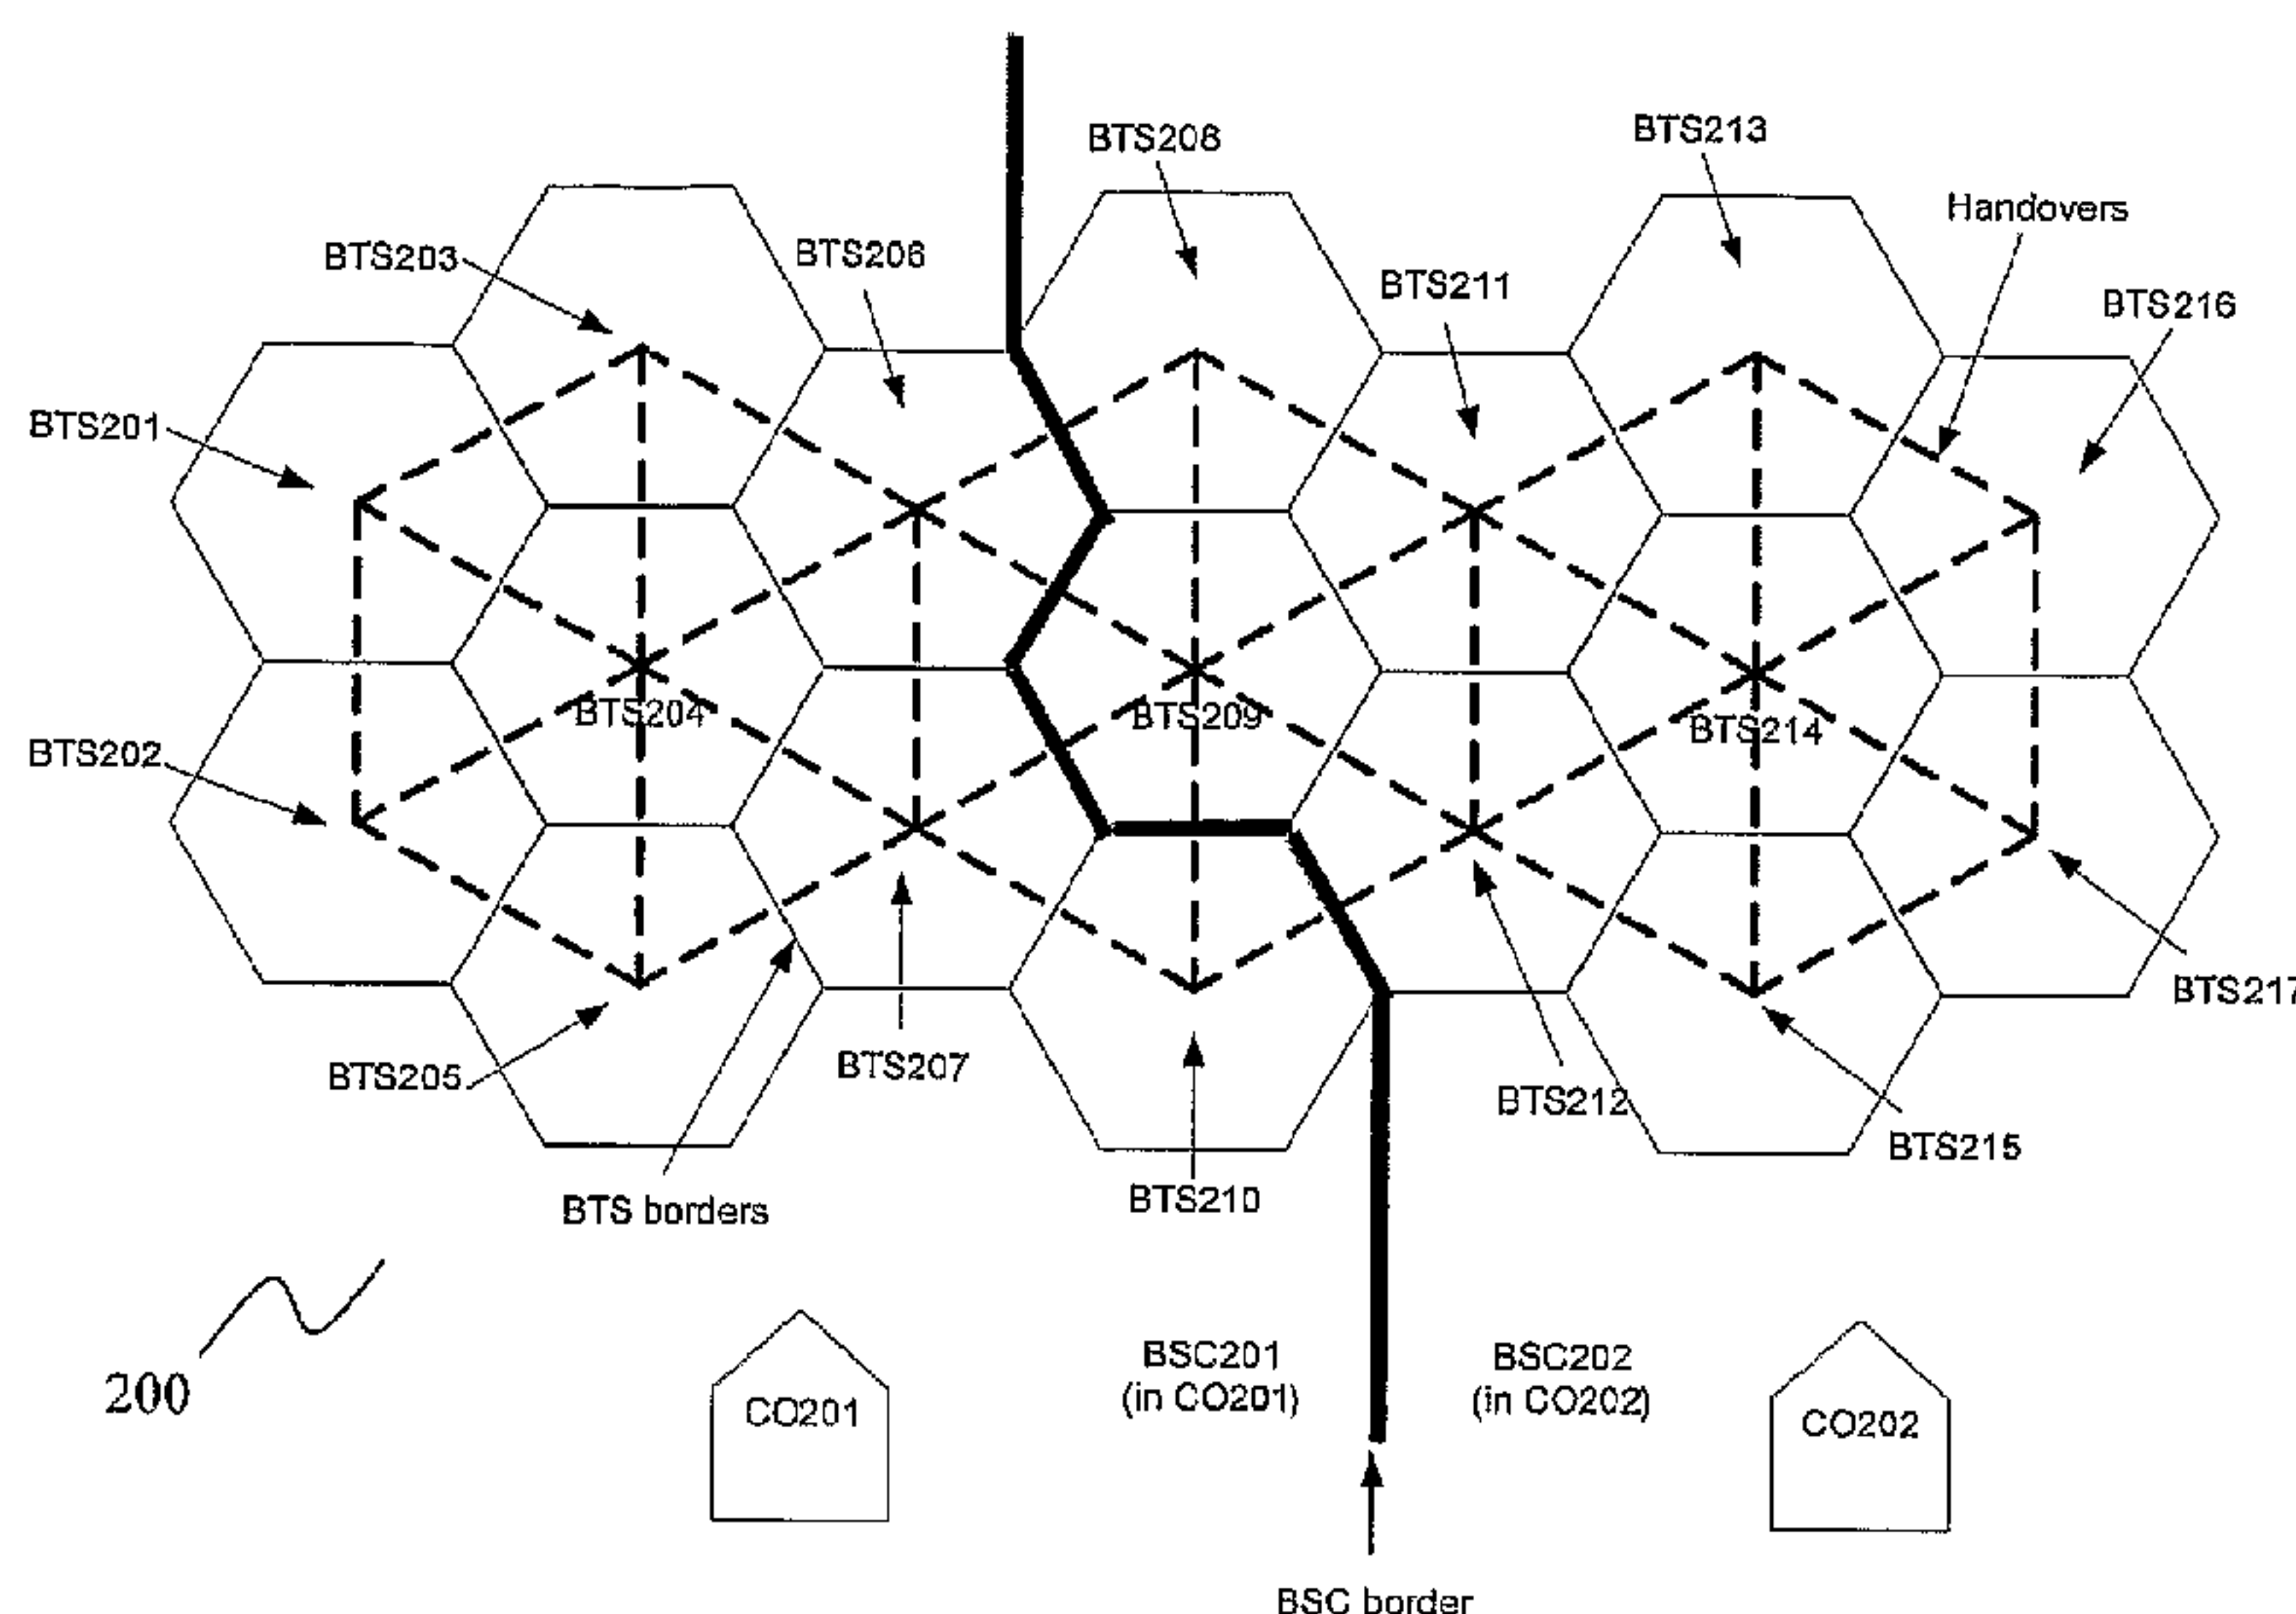 BTS208
BTS213
Handovers
BTS203
BTS206
BTS211
BTS216
BTS201
BTS204
BTS209
BTS214
BTS202
BTS217
BTS205
BTS207
BTS212
BTS215
BTS210
BTS borders
200
CO201
BSC201
(in CO201)
BSC202
(in CO202)
CO202
BSC border